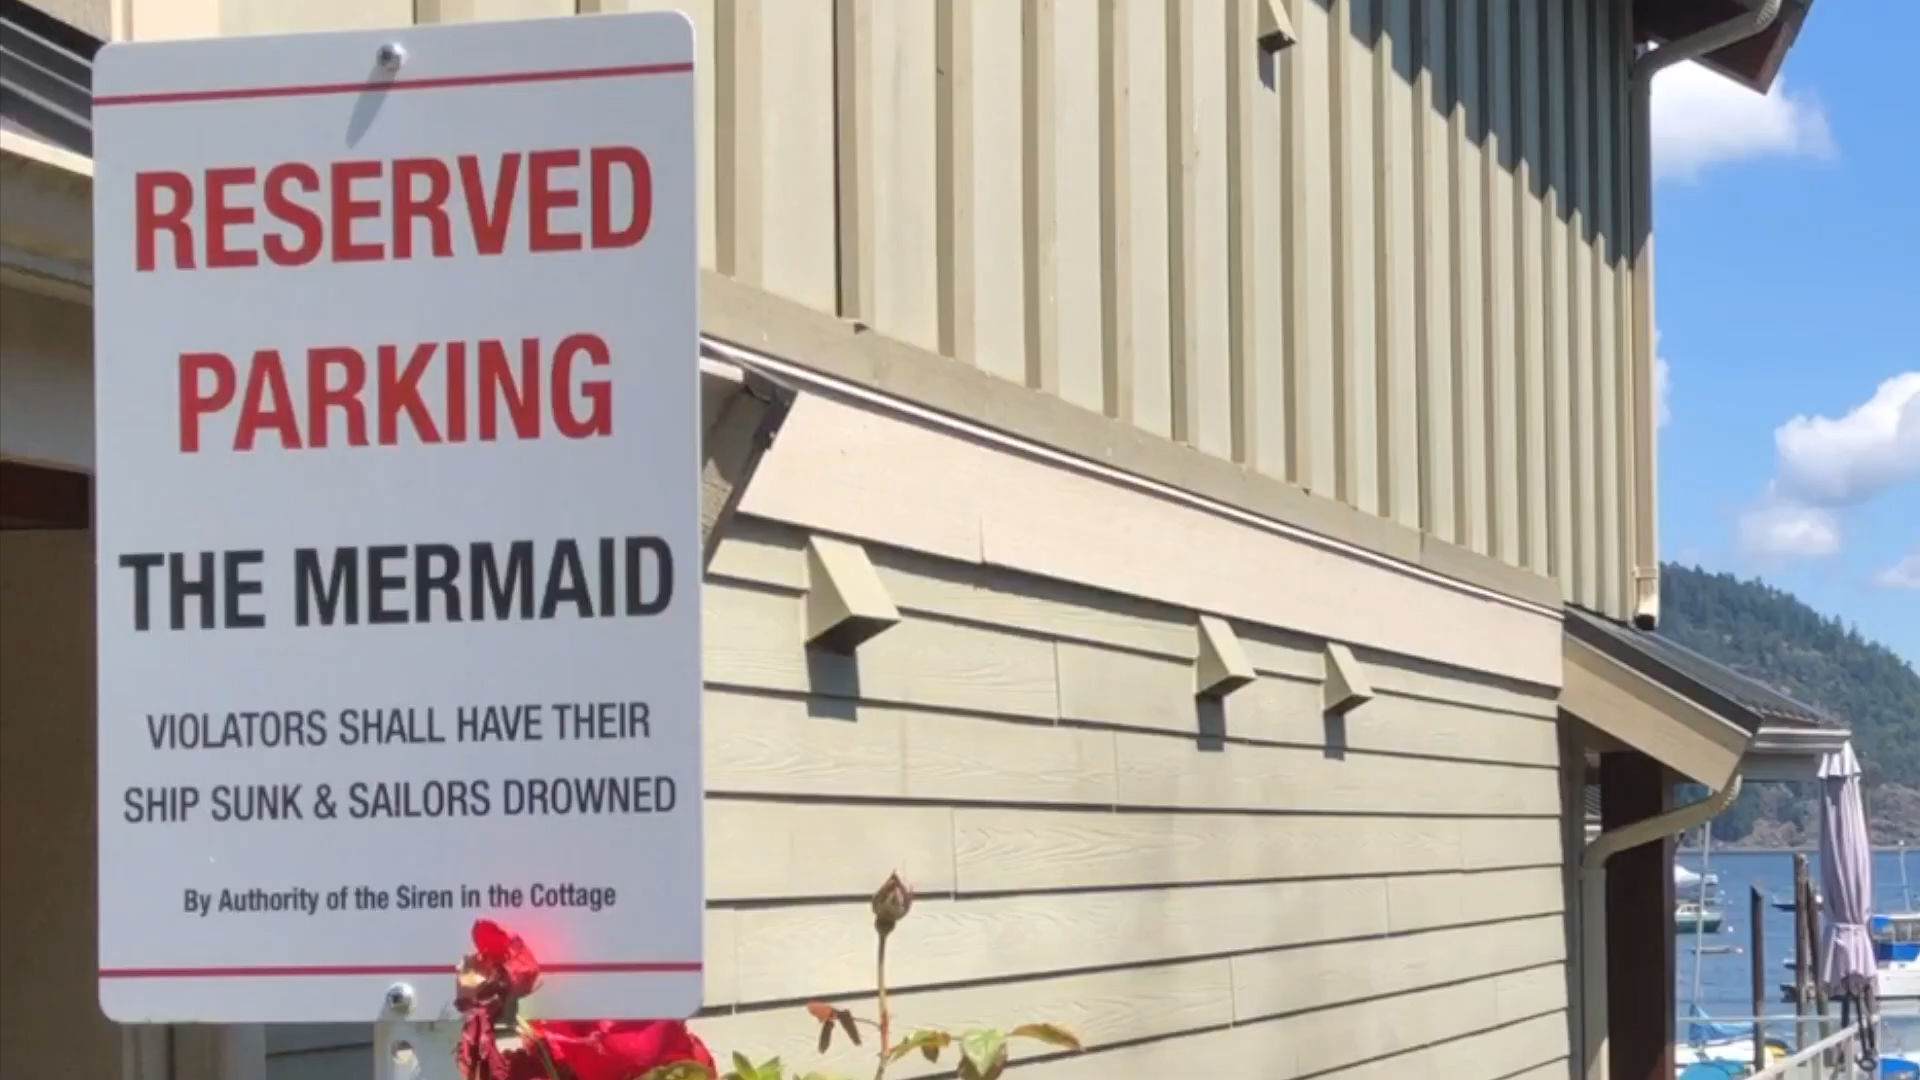 RESERVED
PARKING
THE MERMAID
VIOLATORS SHALL HAVE THEIR
SHIP SUNK & SAILORS DROWNED
By Authority of the Siren in the Cottage